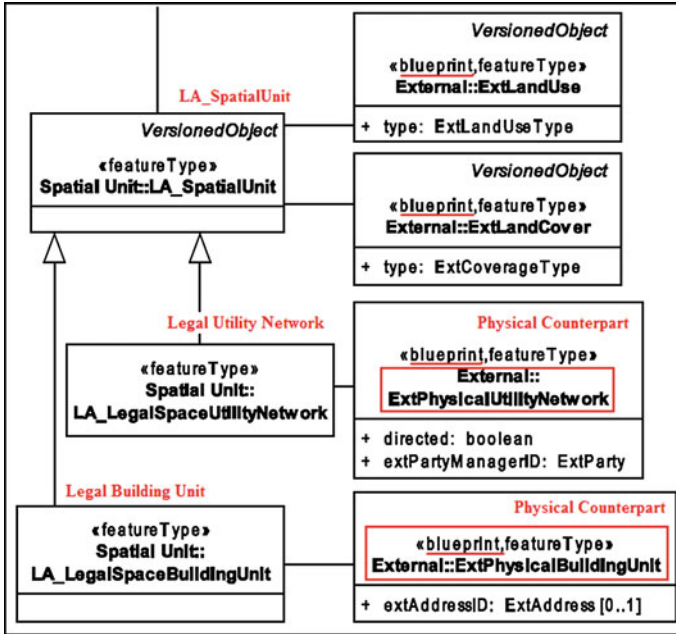 LA_SpatialUnit
VersionedObject
«featureType»
Spatial Unit::LA_SpatialUnit
VersionedObject
«blueprint,featureType»
External::ExtLandUse
+ type: ExtLandUseType
VersionedObject
«blueprint,featureType»
External::ExtLandCover
+ type: ExtCoverageType
Legal Utility Network
«featureType»
Spatial Unit::
LA_LegalSpaceUtilityNetwork
Physical Counterpart
«blueprint,featureType»
External::
ExtPhysicalUtilityNetwork
+ directed: boolean
+ extPartyManagerID: ExtParty
Legal Building Unit
«featureType»
Spatial Unit::
LA_LegalSpaceBuildingUnit
Physical Counterpart
«blueprint,featureType»
External::ExtPhysicalBuildingUnit
+ extAddressID: ExtAddress [0..1]